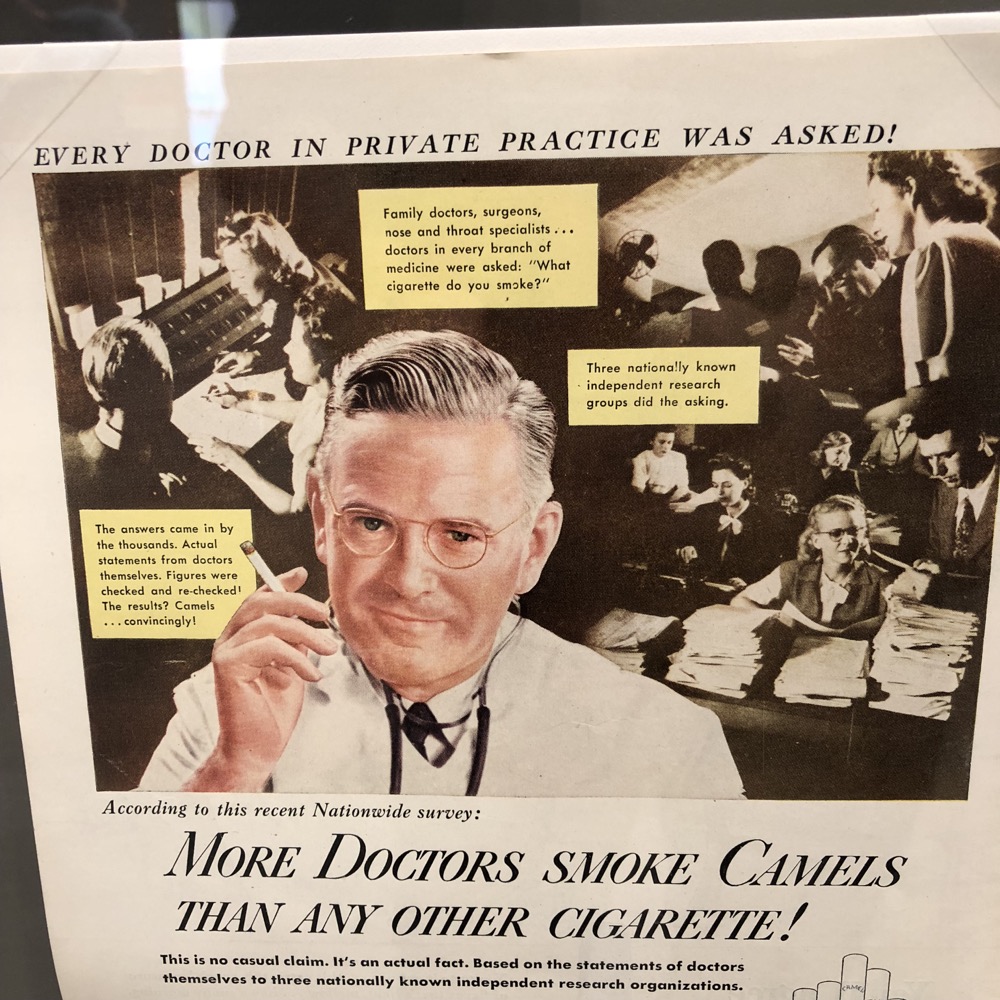 EVERY DOCTOR IN PRIVATE PRACTICE WAS ASKED!
Family doctors, surgeons,
nose and throat specialists...
doctors in every branch of
medicine were asked: "What
cigarette do you smoke?"
Three nationally known
independent research
groups did the asking.
The answers came in by
the thousands. Actual
statements from doctors
themselves. Figures were
checked and re-checked!
The results? Camels
...convincingly!
According to this recent Nationwide survey:
MORE DOCTORS SMOKE CAMELS
THAN ANY OTHER CIGARETTE!
This is no casual claim. It's an actual fact. Based on the statements of doctors
themselves to three nationally known independent research organizations.
CAMEL